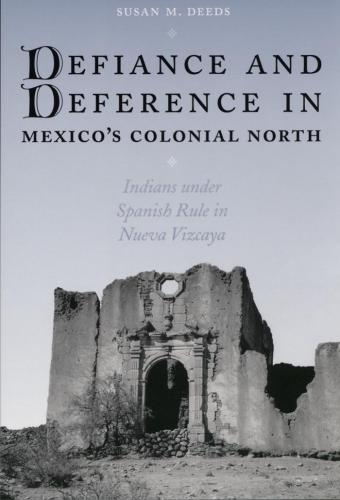 SUSAN M. DEEDS
DEFIANCE AND
DEFERENCE IN
MEXICO'S COLONIAL NORTH
Indians under
Spanish Rule in
Nueva Vizcaya